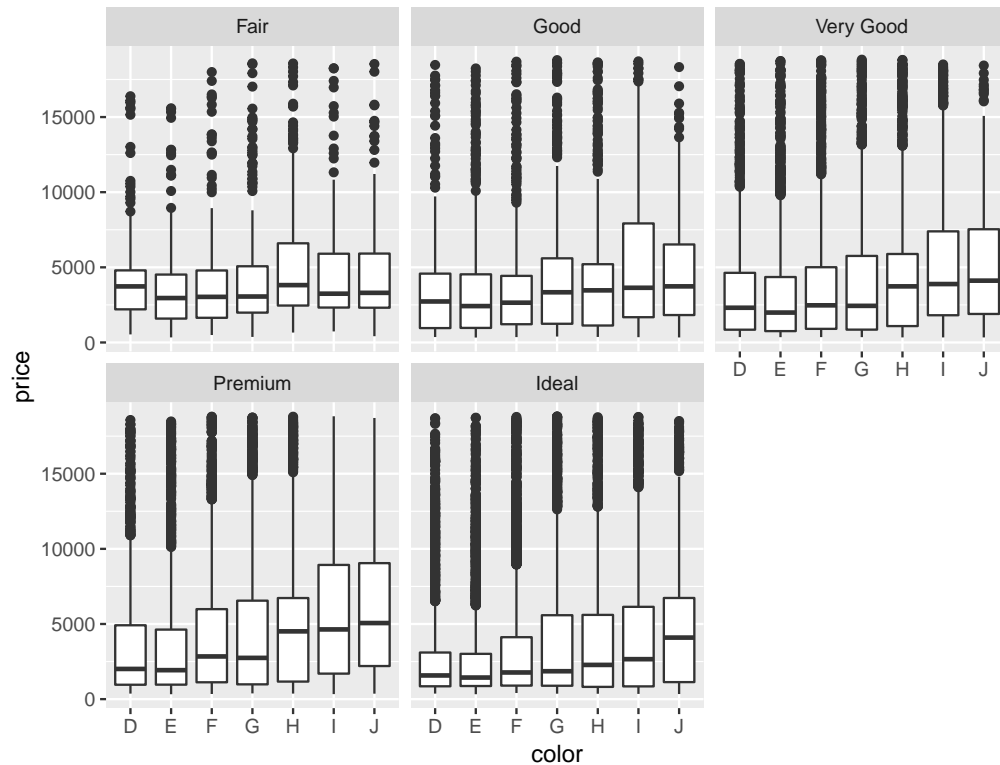 Fair Good Very Good
15000
10000
5000
0
D E F G H I J
price
Premium Ideal
15000
10000
5000
0
D E F G H I J D E F G H I J
color